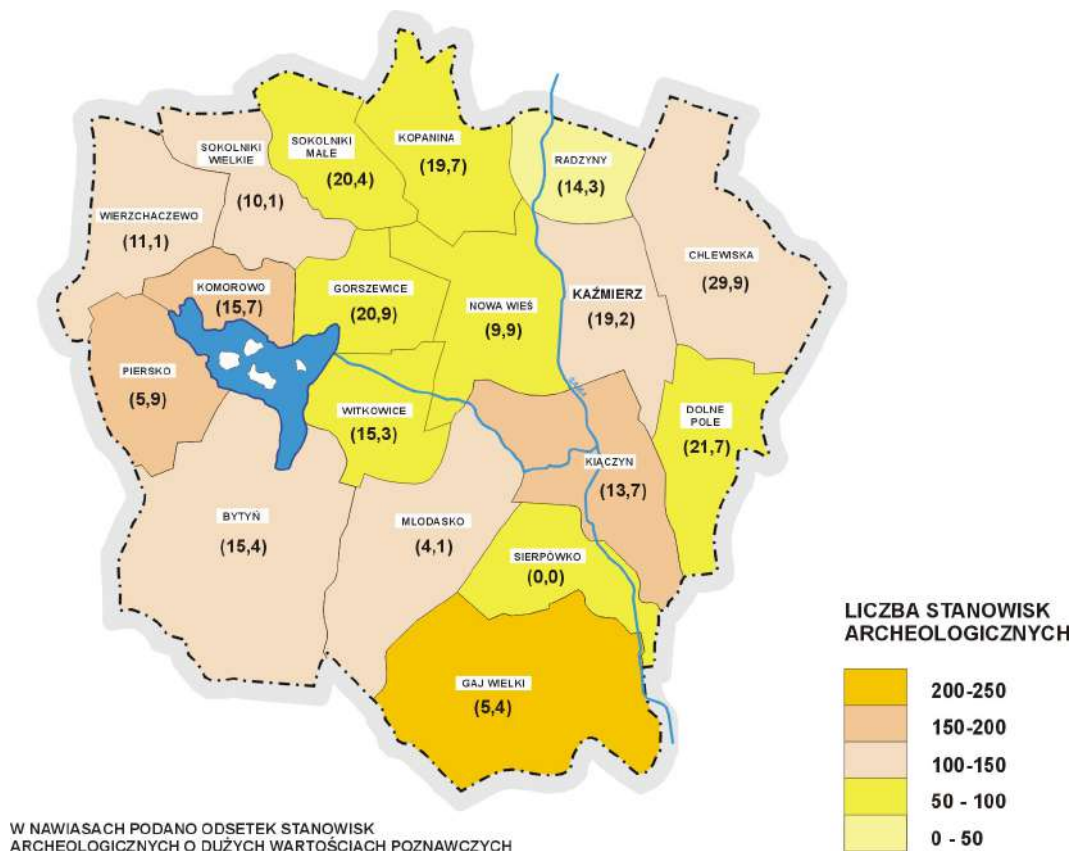 KOPANINA
(19,7)
SOKOLNIKI
MAŁE
(20,4)
SOKOLNIKI
WIELKIE
(10,1)
RADZYNY
(14,3)
WIERZCHACZEWO
(11,1)
CHLEWISKA
(29,9)
KOMOROWO
(15,7)
GORSZEWICE
(20,9)
NOWA WIEŚ
(9,9)
KAŹMIERZ
(19,2)
PIERSKO
(5,9)
WITKOWICE
(15,3)
DOLNE
POLE
(21,7)
KIĄCZYN
(13,7)
BYTYŃ
(15,4)
MŁODASKO
(4,1)
SIERPÓWKO
(0,0)
GAJ WIELKI
(5,4)
LICZBA STANOWISK
ARCHEOLOGICZNYCH
200-250
150-200
100-150
50 - 100
0 - 50
W NAWIASACH PODANO ODSETEK STANOWISK
ARCHEOLOGICZNYCH O DUŻYCH WARTOŚCIACH POZNAWCZYCH